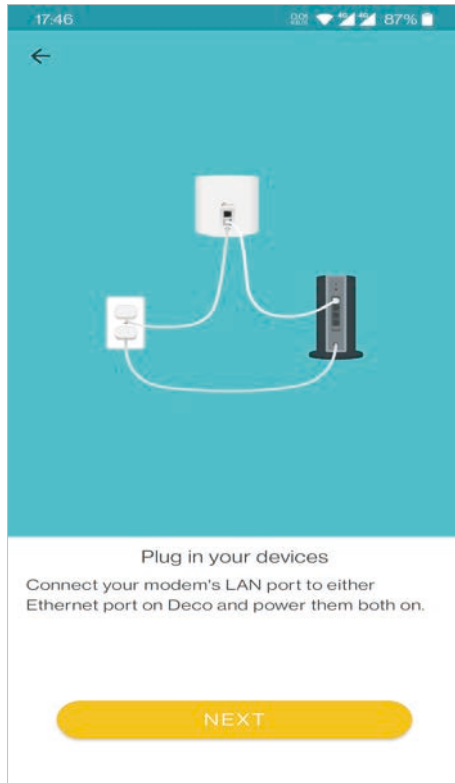 17:46
87%
Plug in your devices
Connect your modem's LAN port to either
Ethernet port on Deco and power them both on.
NEXT